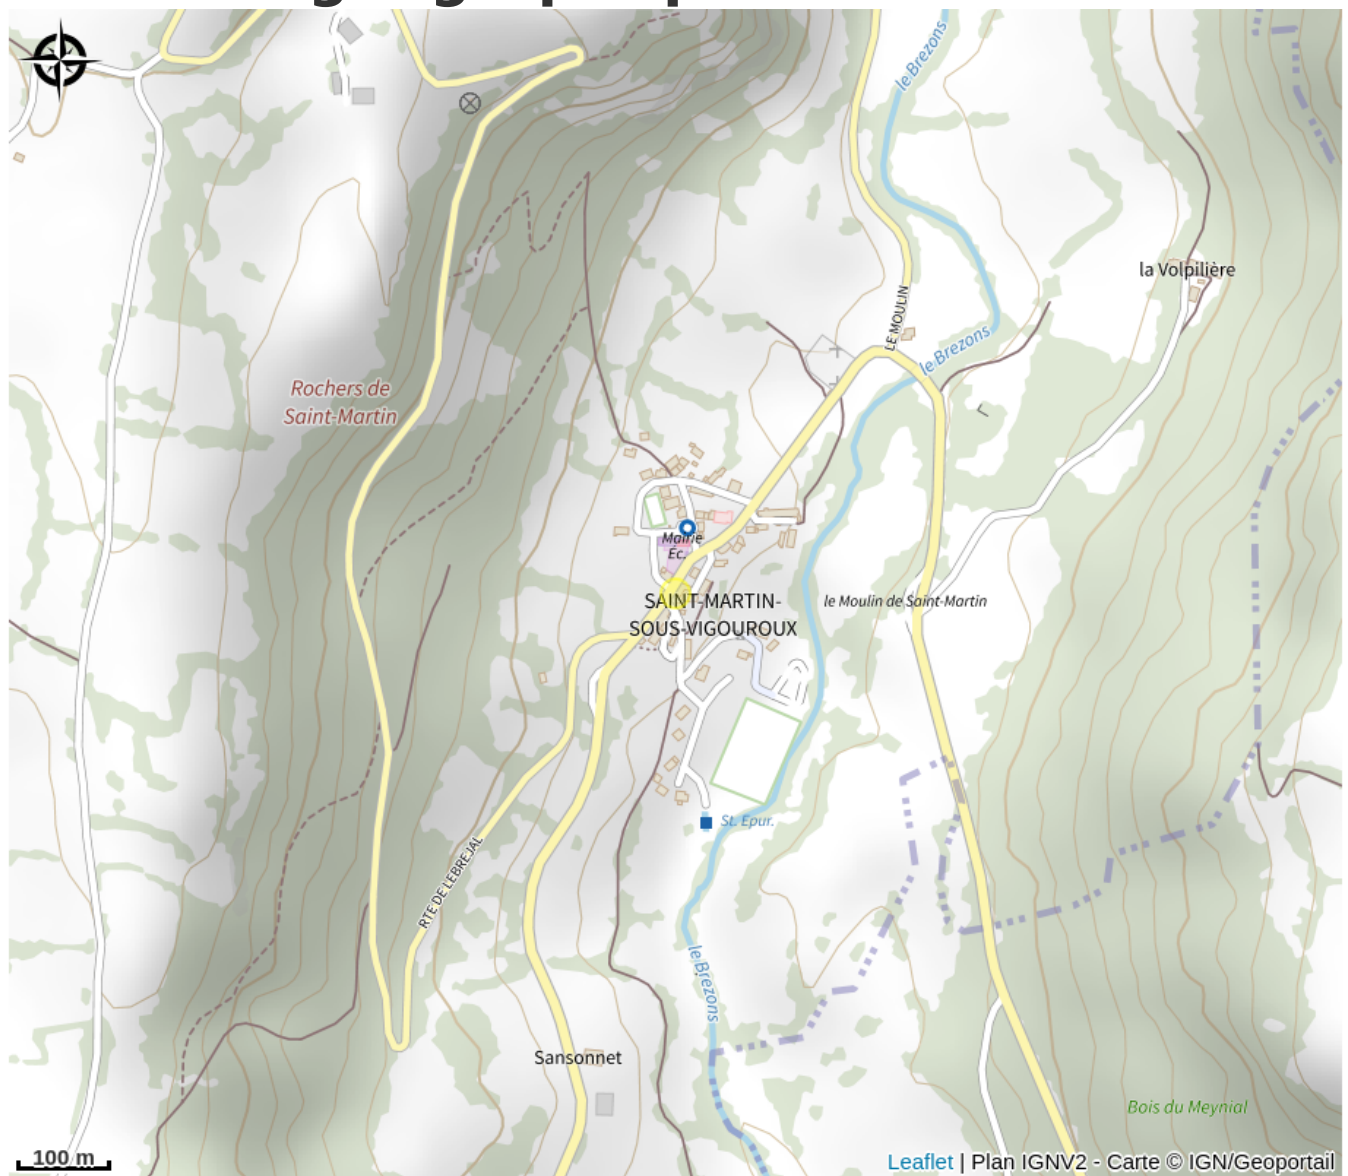 le Brezons
la Volpilière
LE MOULIN
le Brezons
Rochers de
Saint-Martin
Mairie
Éc.
SAINT-MARTIN-
SOUS-VIGOUROUX
le Moulin de Saint-Martin
St. Epur.
RTE DE LEBREJAL
le Brezons
Sansonnet
Bois du Meynial
100 m
Leaflet | Plan IGNV2 - Carte © IGN/Geoportail